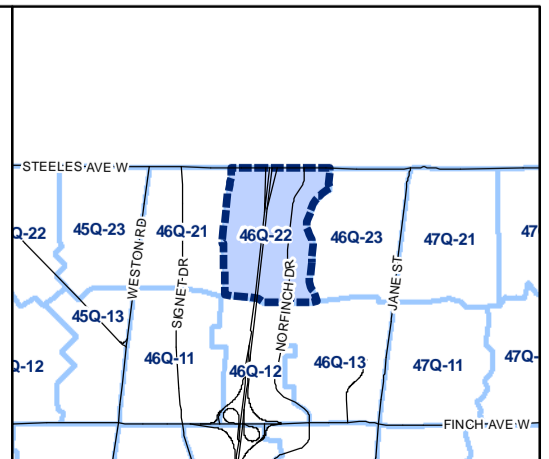 STEELES AVE W
Q-22
45Q-23
46Q-21
46Q-22
46Q-23
47Q-21
47
WESTON RD
SIGNET DR
NORFINCH DR
JANE ST
45Q-13
Q-12
46Q-11
46Q-12
46Q-13
47Q-11
47Q-
FINCH AVE W